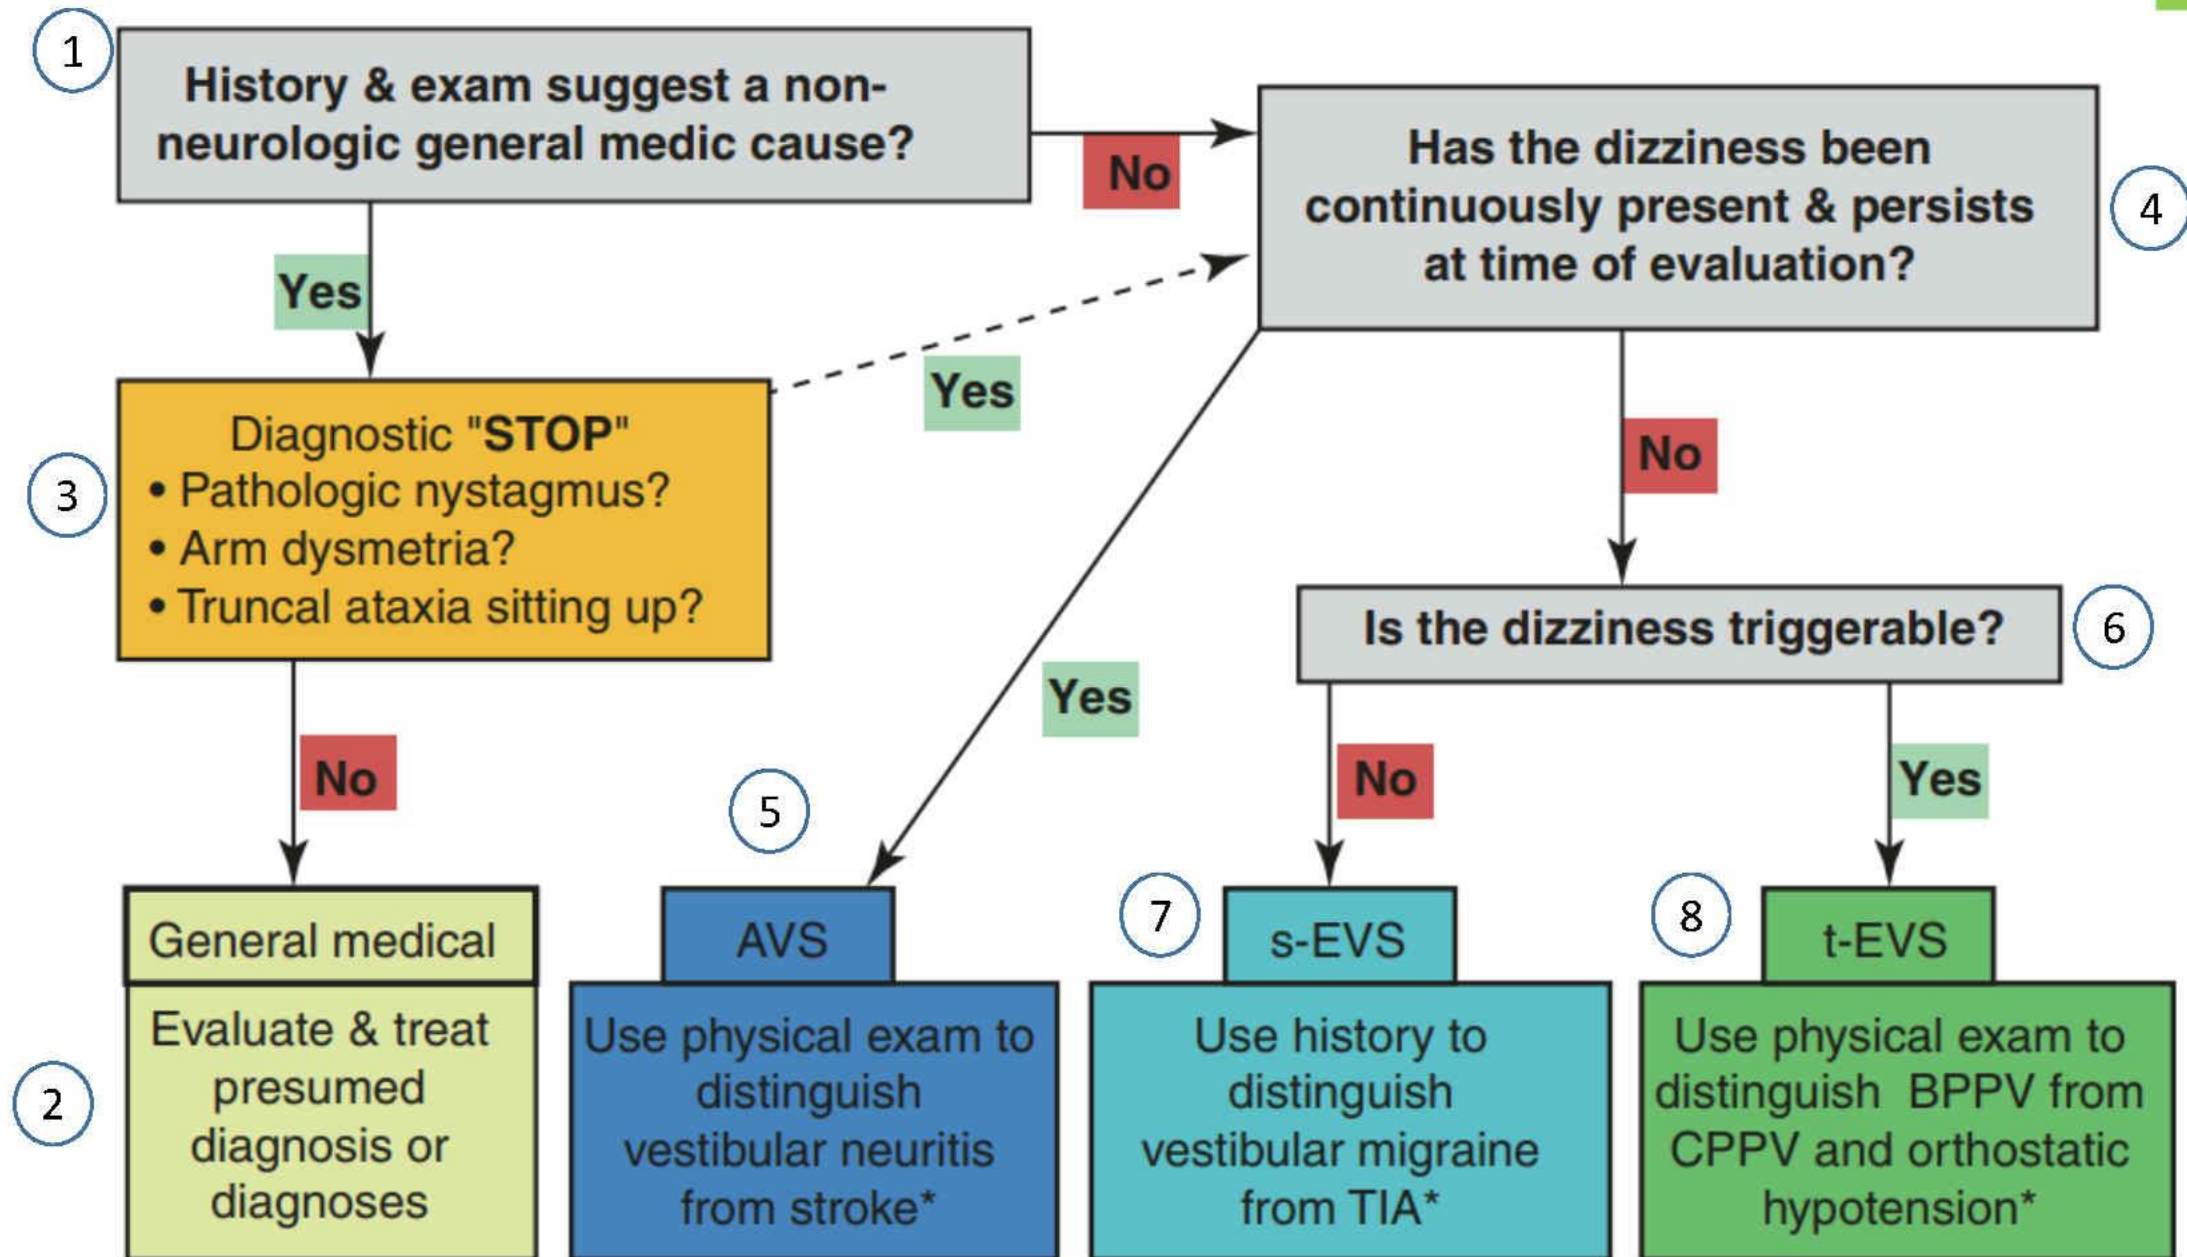 1
History & exam suggest a non-
neurologic general medic cause?
No
Has the dizziness been
continuously present & persists
at time of evaluation?
4
Yes
Yes
3
Diagnostic "STOP"
• Pathologic nystagmus?
• Arm dysmetria?
• Truncal ataxia sitting up?
No
Is the dizziness triggerable?
6
Yes
No
No
Yes
5
7
8
General medical
AVS
s-EVS
t-EVS
2
Evaluate & treat
presumed
diagnosis or
diagnoses
Use physical exam to
distinguish
vestibular neuritis
from stroke*
Use history to
distinguish
vestibular migraine
from TIA*
Use physical exam to
distinguish BPPV from
CPPV and orthostatic
hypotension*